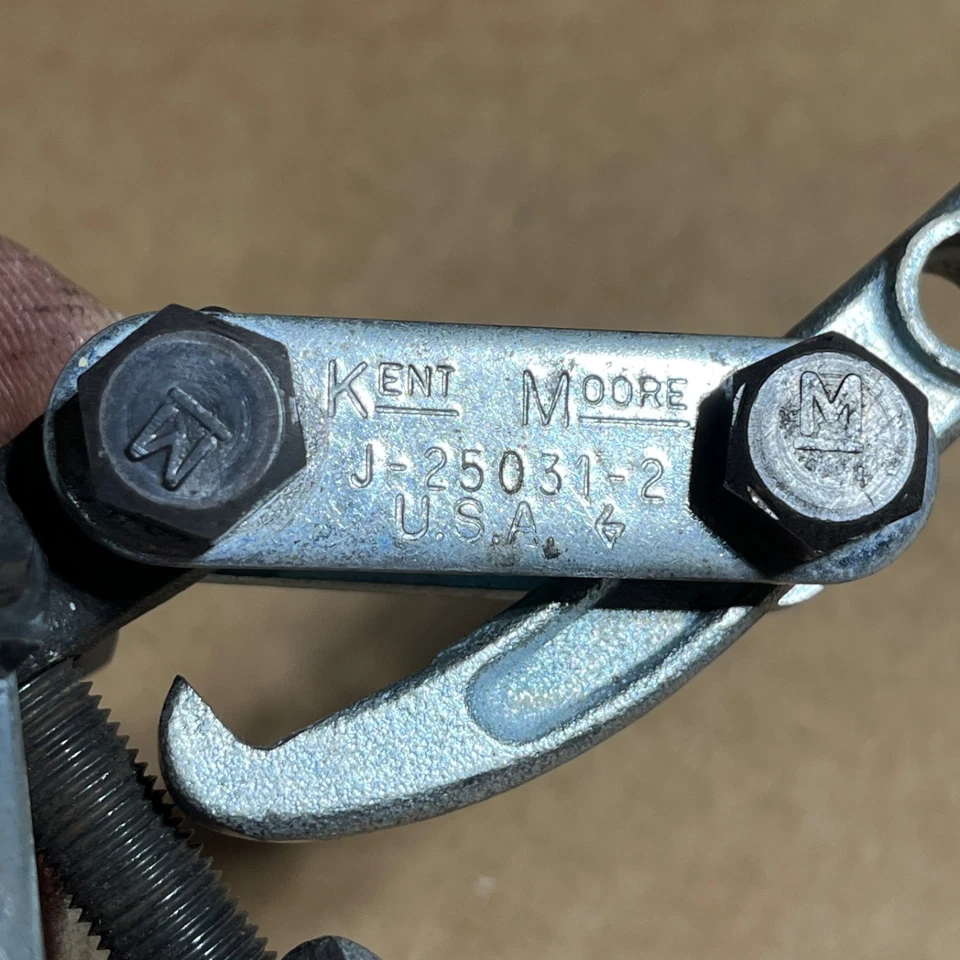 KENT MOORE
J-25031-2
U.S.A.
M
M